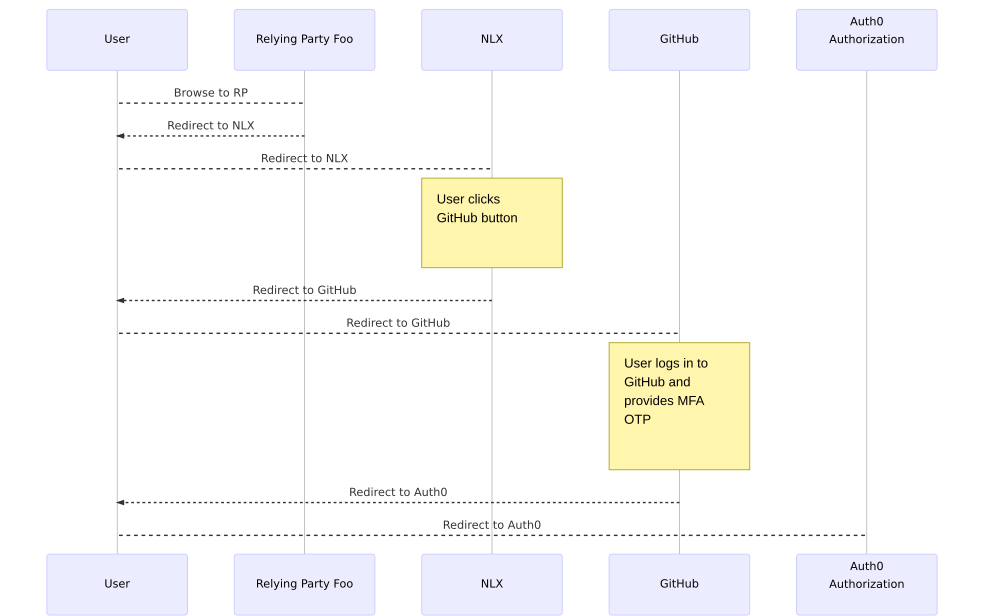 User
Relying Party Foo
NLX
GitHub
Auth0
Authorization
Browse to RP
Redirect to NLX
Redirect to NLX
User clicks
GitHub button
Redirect to GitHub
Redirect to GitHub
User logs in to
GitHub and
provides MFA
OTP
Redirect to Auth0
Redirect to Auth0
User
Relying Party Foo
NLX
GitHub
Auth0
Authorization